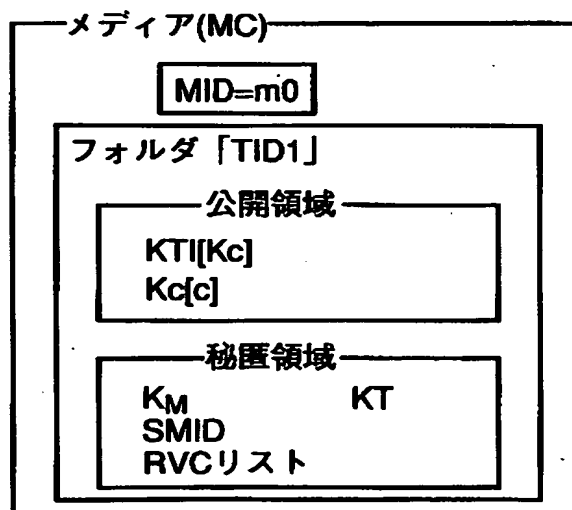 メディア(MC)
MID=m0
フォルダ「TID1」
公開領域
KTI[Kc]
Kc[c]
秘匿領域
KM KT
SMID
RVCリスト